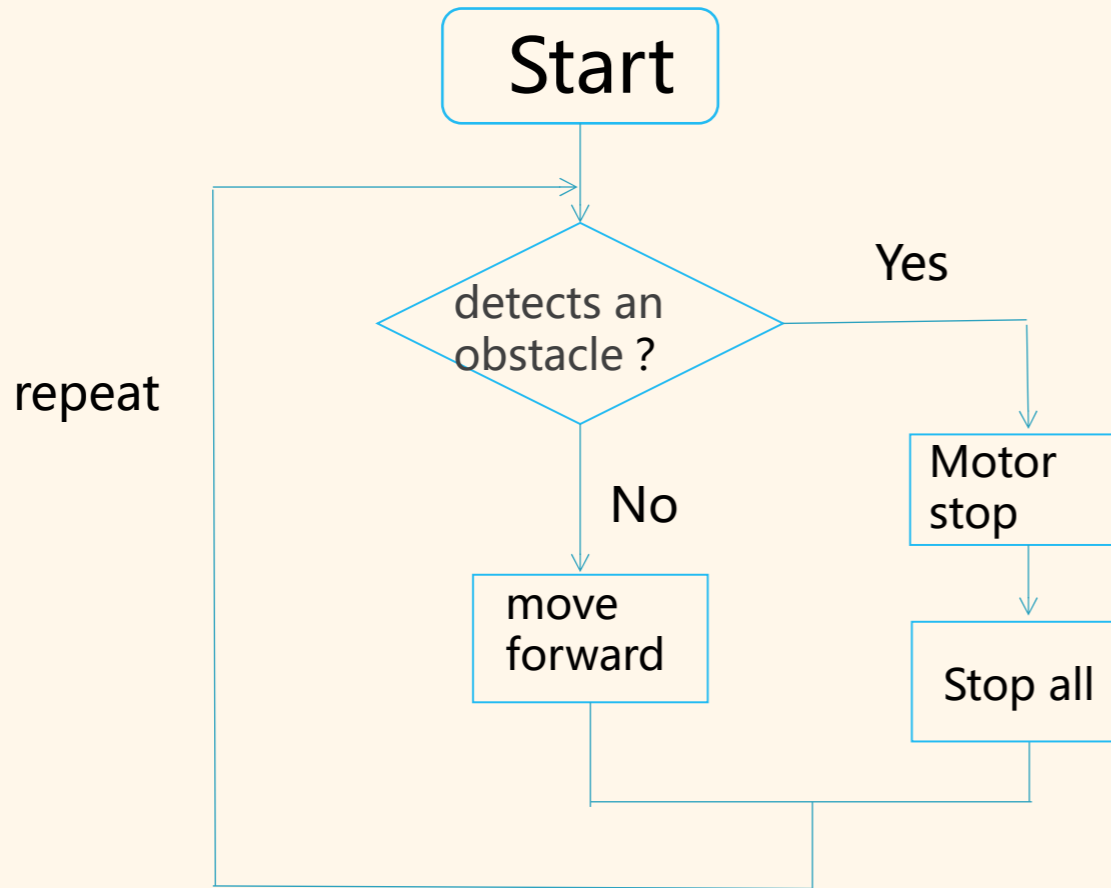 Start
Yes
detects an
obstacle ?
repeat
Motor
stop
No
move
forward
Stop all